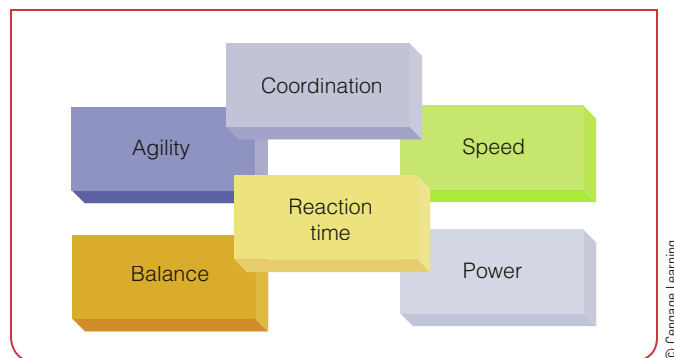 Coordination
Agility
Speed
Reaction
time
Balance
Power
© Cengage Learning